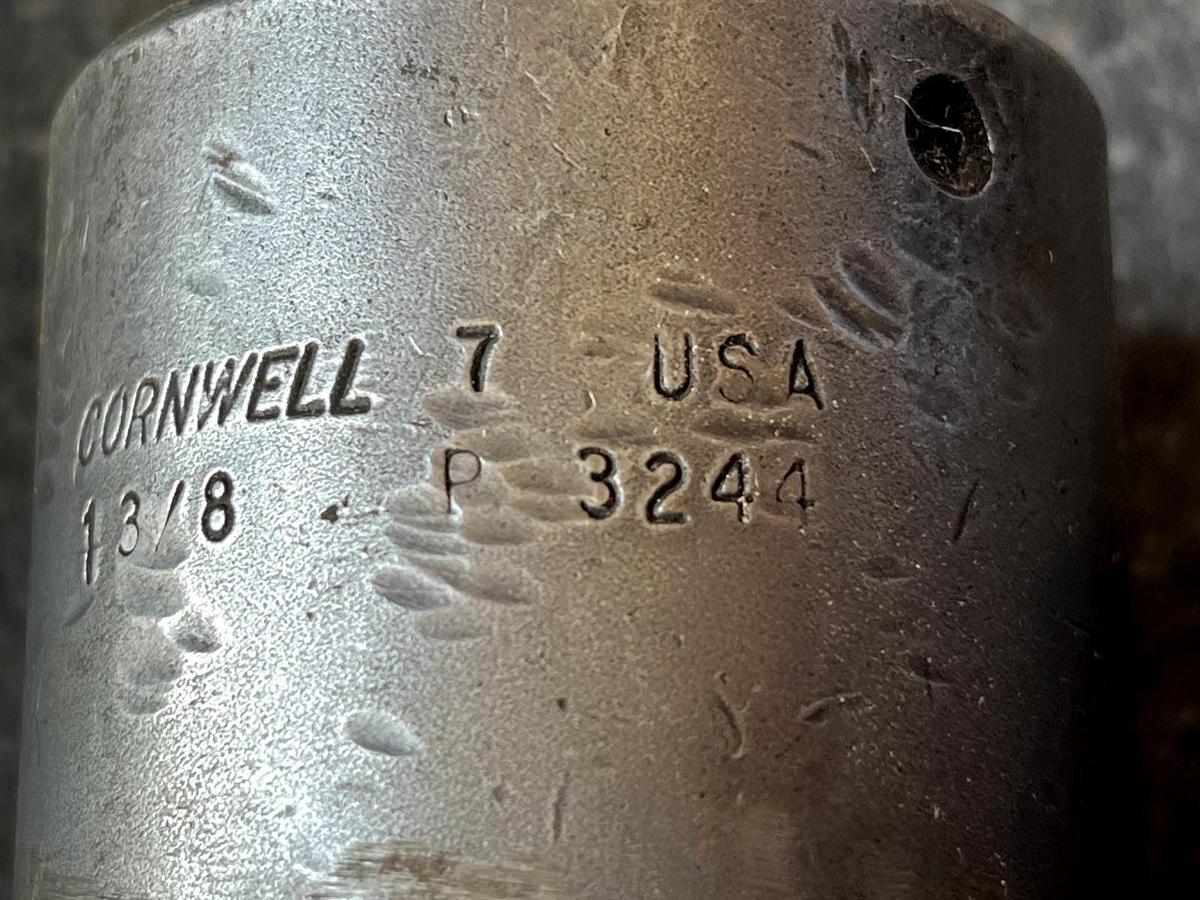 CORNWELL 7 USA
1 3/8 P 3244